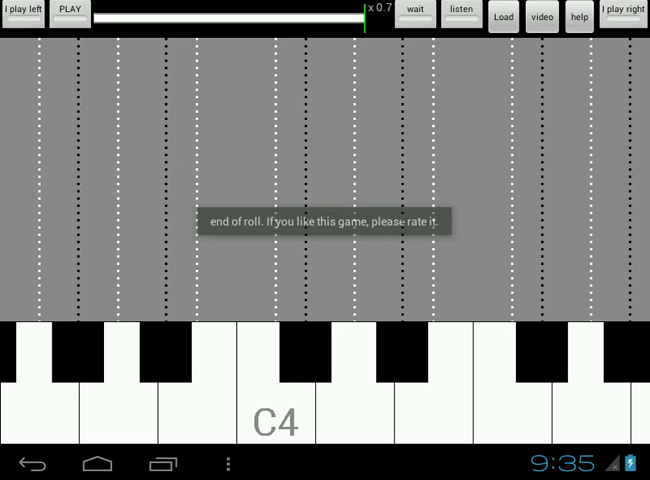 I play left
PLAY
x 0.7
wait
listen
Load
video
help
I play right
end of roll. If you like this game, please rate it.
C4
9:35